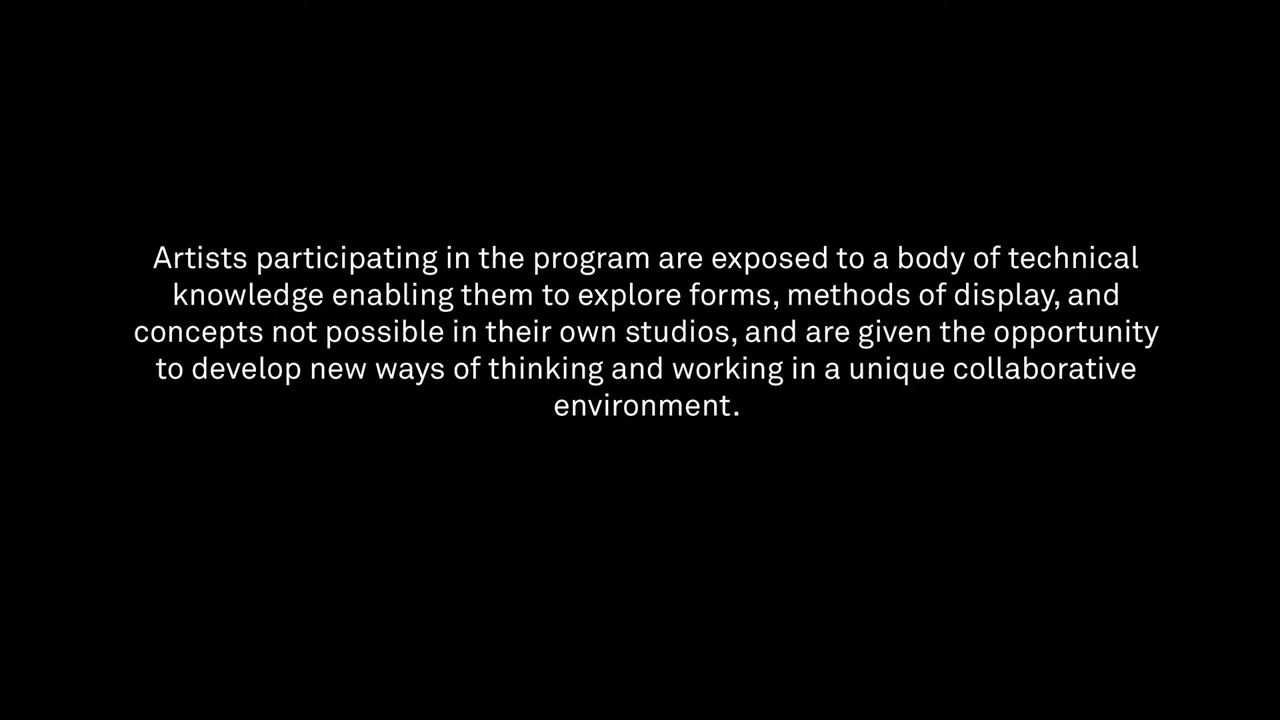 Artists participating in the program are exposed to a body of technical
knowledge enabling them to explore forms, methods of display, and
concepts not possible in their own studios, and are given the opportunity
to develop new ways of thinking and working in a unique collaborative
environment.